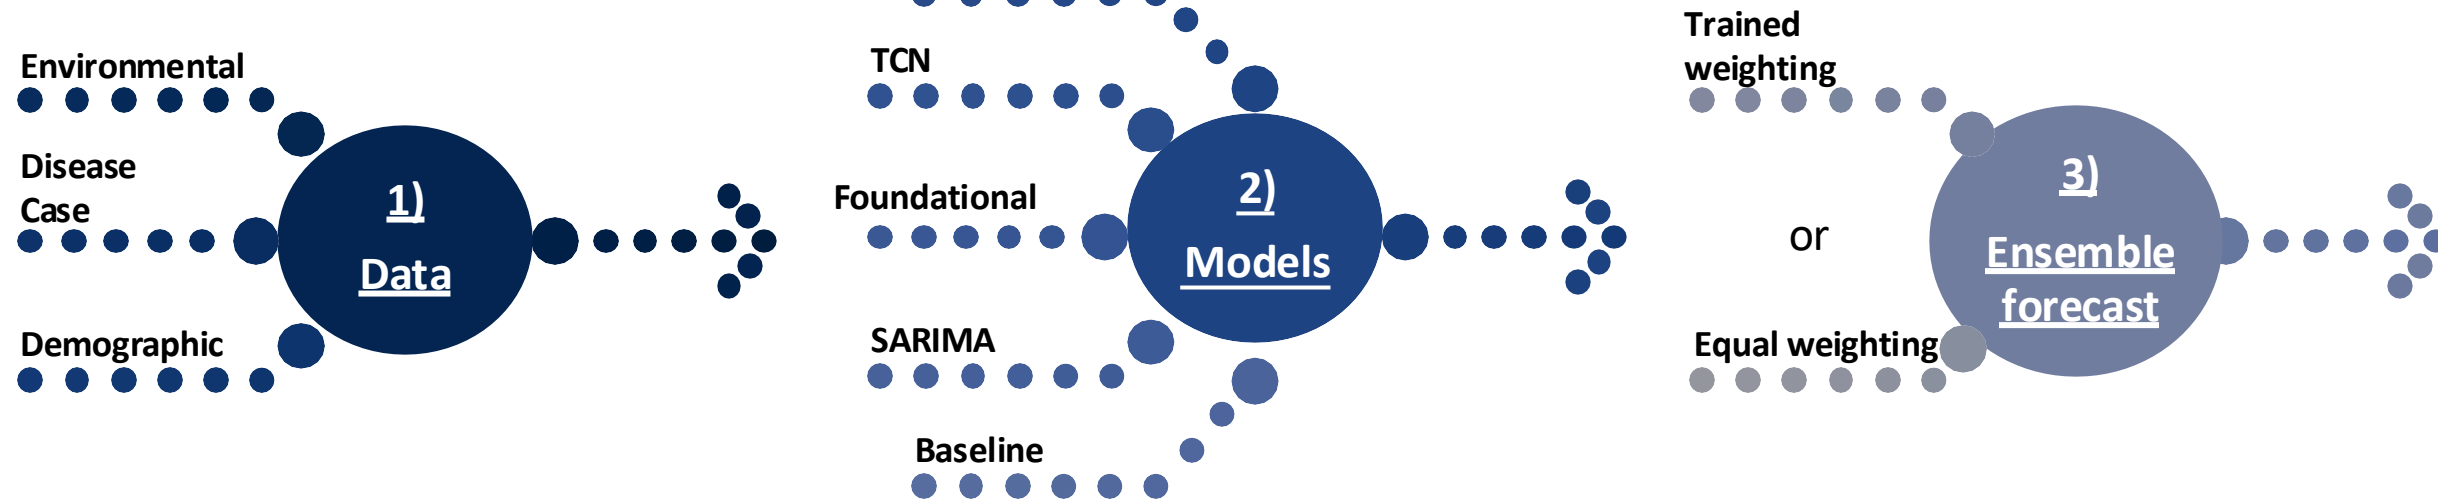 Environmental
Disease
Case
Demographic
1)
Data
TCN
Foundational
SARIMA
Baseline
2)
Models
Trained
weighting
or
Equal weighting
3)
Ensemble
forecast